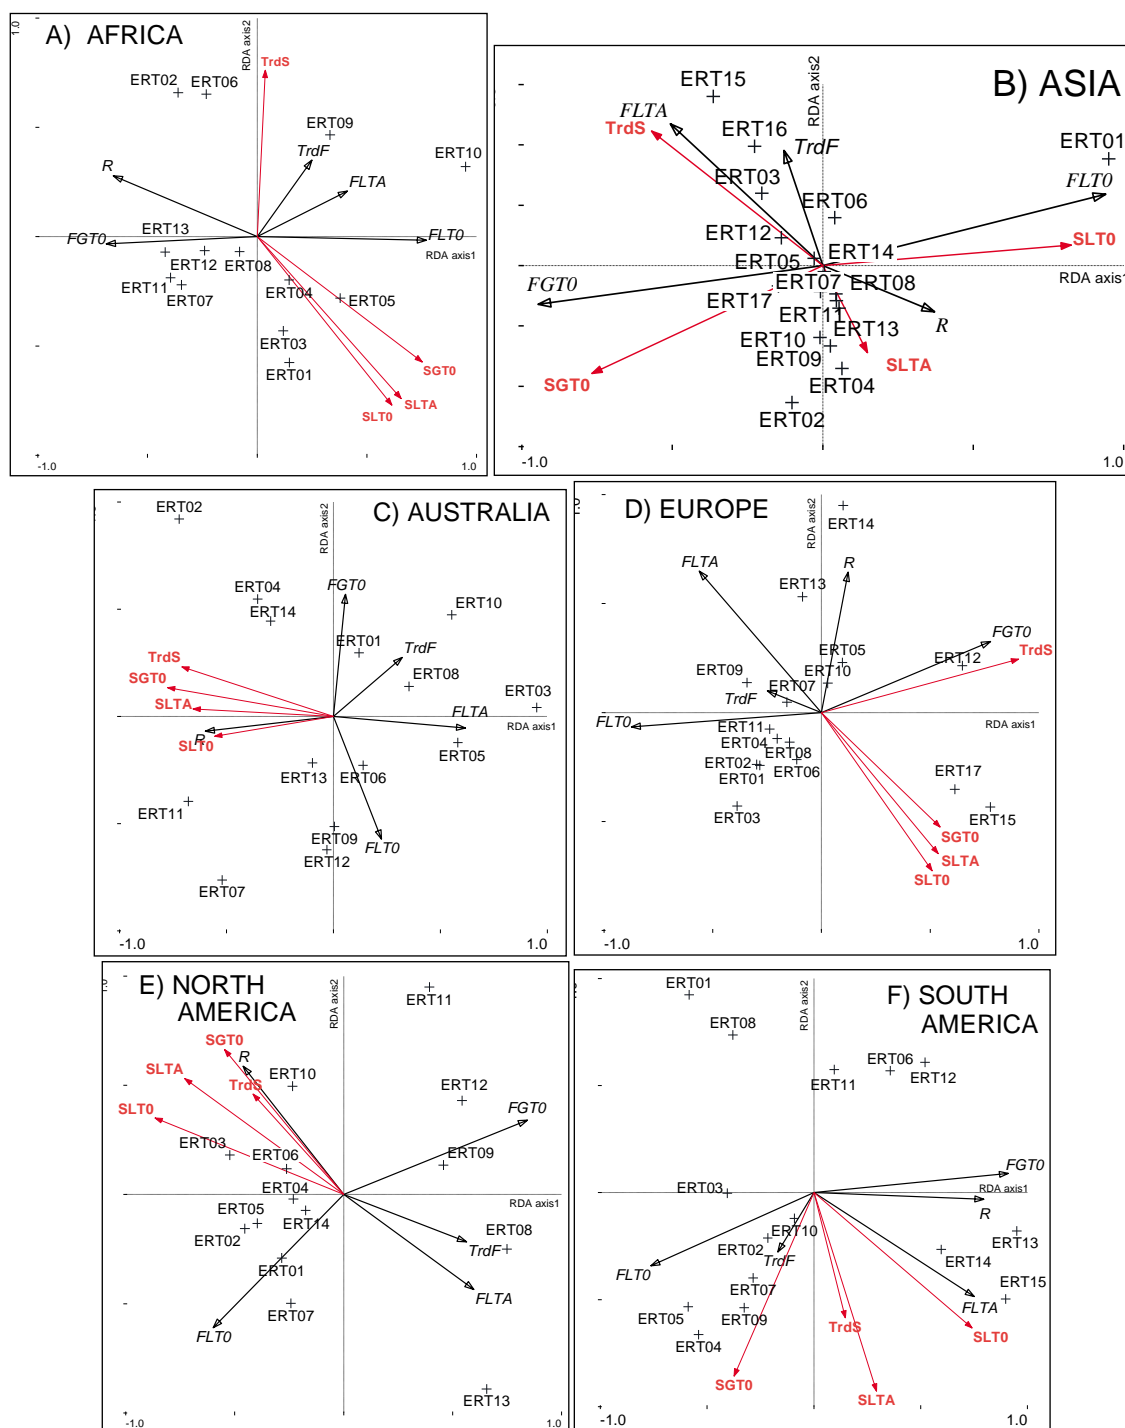 A) AFRICA
1.0
RDA axis2
TrdS
ERT02
ERT06
ERT09
TrdF
ERT10
R
FLTA
ERT13
FGT0
FLT0
RDA axis1
ERT12
ERT08
ERT11
ERT07
ERT04
ERT05
ERT03
SGT0
ERT01
SLTA
SLT0
-1.0
1.0
B) ASIA
RDA axis2
ERT15
FLTA
TrdS
ERT16
TrdF
ERT01
ERT03
FLT0
ERT06
ERT12
SLT0
ERT14
ERT05
RDA axis1
FGT0
ERT07
ERT08
ERT17
ERT11
R
ERT13
ERT10
ERT09
SLTA
SGT0
ERT04
ERT02
-1.0
1.0
C) AUSTRALIA
RDA axis2
ERT02
ERT04
FGT0
ERT14
ERT10
ERT01
TrdF
TrdS
SGT0
ERT08
SLTA
ERT03
FLTA
RDA axis1
R
SLT0
ERT05
ERT13
ERT06
ERT11
ERT09
FLT0
ERT12
ERT07
-1.0
1.0
D) EUROPE
1.0
RDA axis2
ERT14
FLTA
R
ERT13
FGT0
ERT05
ERT12
TrdS
ERT09
ERT10
TrdF
ERT07
FLT0
RDA axis1
ERT11
ERT04
ERT08
ERT02
ERT06
ERT01
ERT17
ERT03
ERT15
SGT0
SLTA
SLT0
-1.0
1.0
E) NORTH
AMERICA
1.0
RDA axis2
ERT11
SGT0
R
SLTA
ERT10
TrdS
ERT12
SLT0
FGT0
ERT03
ERT06
ERT09
ERT04
RDA axis1
ERT05
ERT14
ERT02
ERT08
TrdF
ERT01
FLTA
ERT07
FLT0
ERT13
-1.0
1.0
F) SOUTH
AMERICA
RDA axis2
ERT01
ERT08
ERT06
ERT11
ERT12
FGT0
ERT03
RDA axis1
R
ERT10
ERT02
ERT13
TrdF
ERT14
FLT0
ERT07
ERT15
FLTA
ERT05
ERT09
TrdS
SLT0
ERT04
SGT0
SLTA
-1.0
1.0